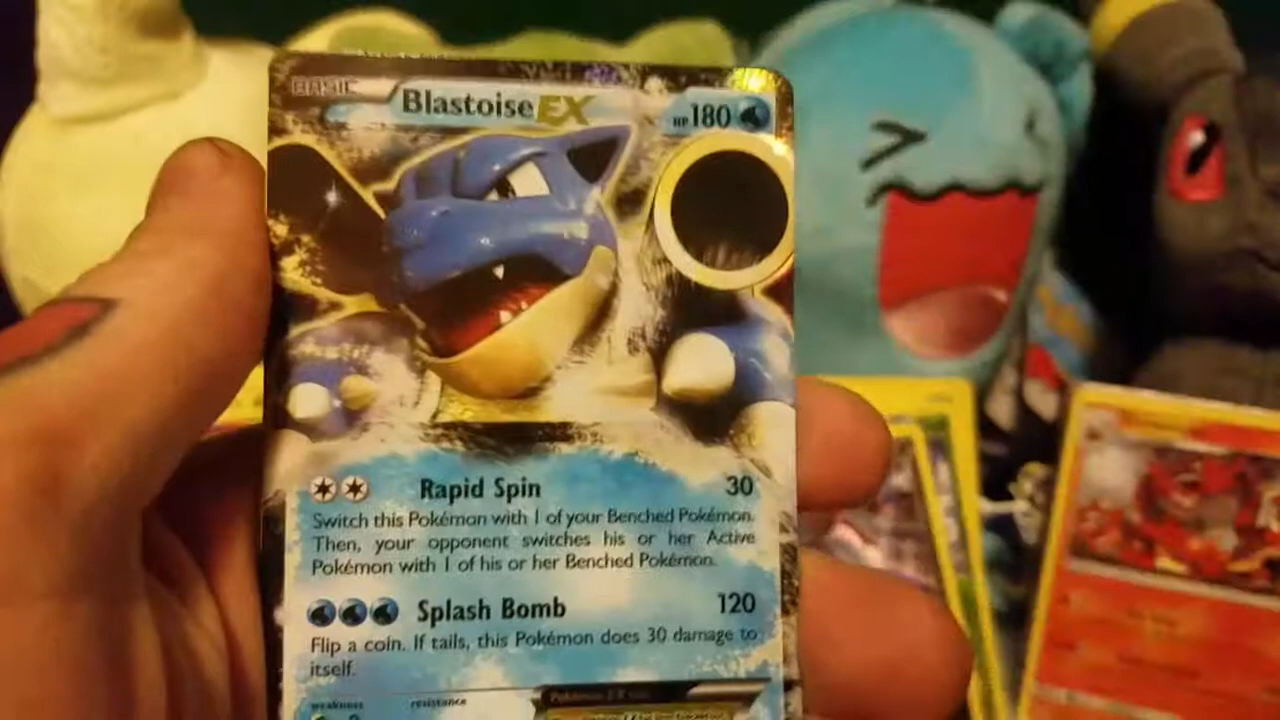 BASIC
Blastoise EX HP 180
Rapid Spin 30
Switch this Pokémon with 1 of your Benched Pokémon.
Then, your opponent switches his or her Active
Pokémon with 1 of his or her Benched Pokémon.
Splash Bomb 120
Flip a coin. If tails, this Pokémon does 30 damage to
itself.
weakness resistance